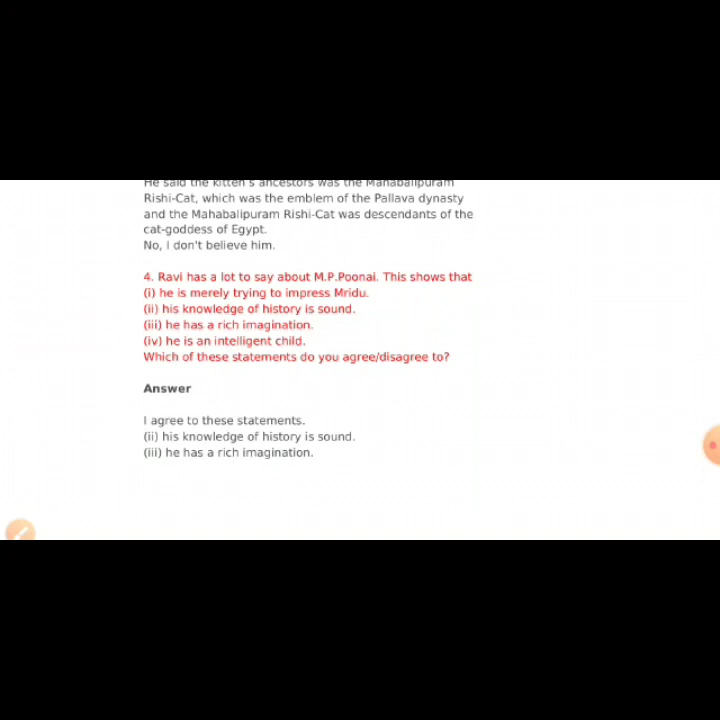 He said the kitten's ancestors was the Mahabalipuram
Rishi-Cat, which was the emblem of the Pallava dynasty
and the Mahabalipuram Rishi-Cat was descendants of the
cat-goddess of Egypt.
No, I don't believe him.
4. Ravi has a lot to say about M.P.Poonai. This shows that
(i) he is merely trying to impress Mridu.
(ii) his knowledge of history is sound.
(iii) he has a rich imagination.
(iv) he is an intelligent child.
Which of these statements do you agree/disagree to?
Answer
I agree to these statements.
(ii) his knowledge of history is sound.
(iii) he has a rich imagination.